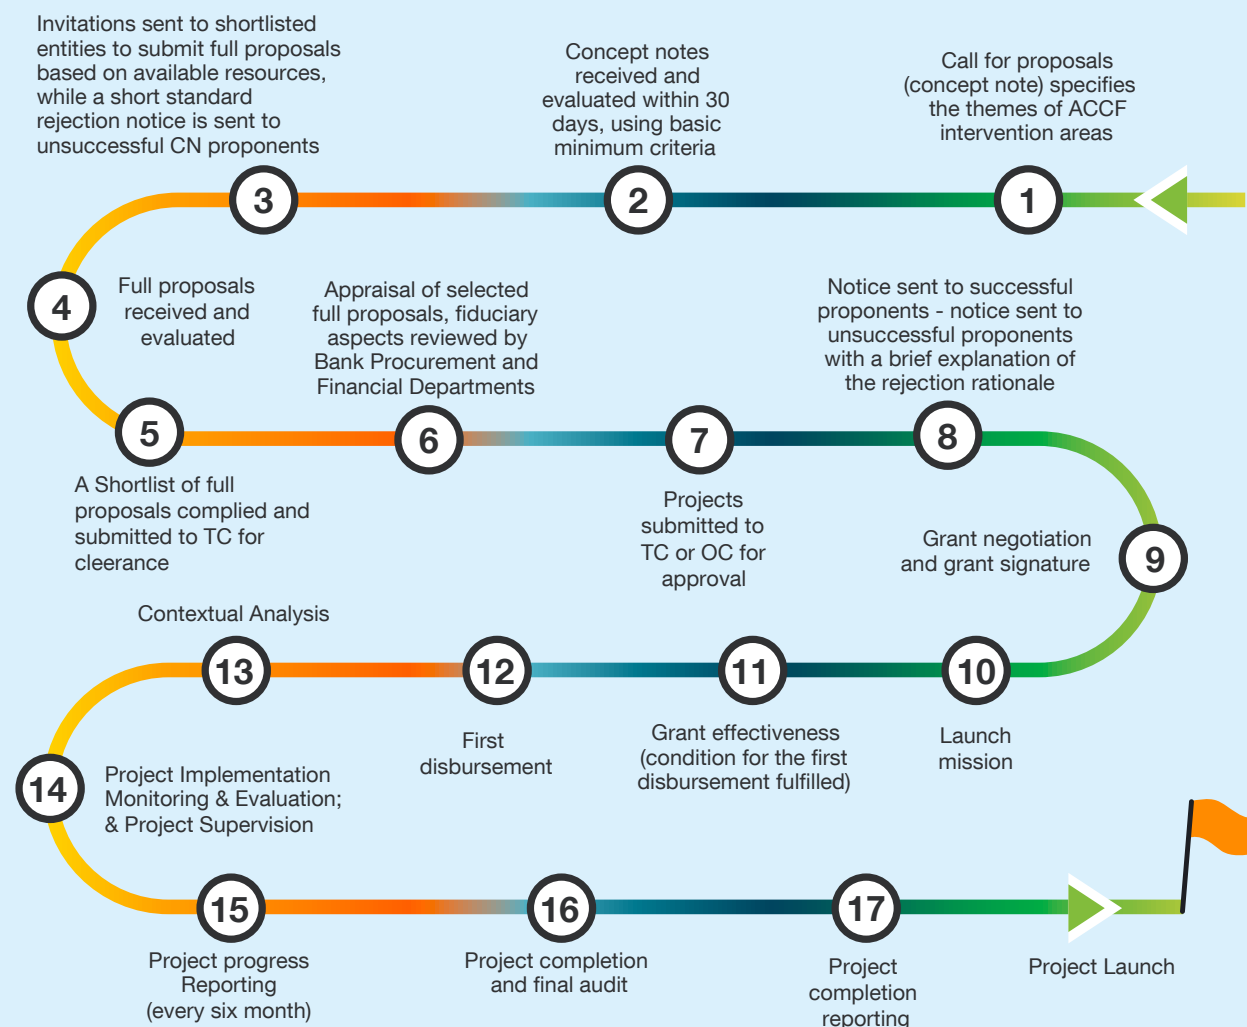 Call for proposals
(concept note) specifies
the themes of ACCF
intervention areas
1
Concept notes
received and
evaluated within 30
days, using basic
minimum criteria
2
Invitations sent to shortlisted
entities to submit full proposals
based on available resources,
while a short standard
rejection notice is sent to
unsuccessful CN proponents
3
4
Full proposals
received and
evaluated
5
A Shortlist of full
proposals complied and
submitted to TC for
cleerance
Appraisal of selected
full proposals, fiduciary
aspects reviewed by
Bank Procurement and
Financial Departments
6
7
Projects
submitted to
TC or OC for
approval
Notice sent to successful
proponents - notice sent to
unsuccessful proponents
with a brief explanation of
the rejection rationale
8
9
Grant negotiation
and grant signature
10
Launch
mission
11
Grant effectiveness
(condition for the first
disbursement fulfilled)
12
First
disbursement
Contextual Analysis
13
14
Project Implementation
Monitoring & Evaluation;
& Project Supervision
15
Project progress
Reporting
(every six month)
16
Project completion
and final audit
17
Project
completion
reporting
Project Launch